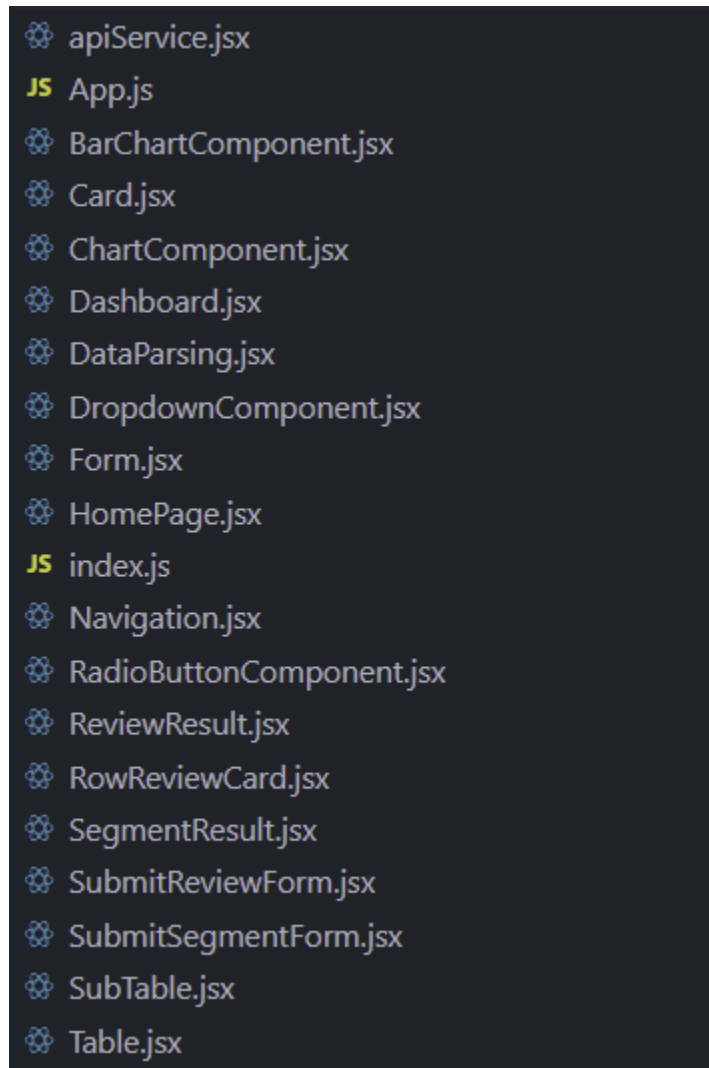 apiService.jsx
JS App.js
BarChartComponent.jsx
Card.jsx
ChartComponent.jsx
Dashboard.jsx
DataParsing.jsx
DropdownComponent.jsx
Form.jsx
HomePage.jsx
JS index.js
Navigation.jsx
RadioButtonComponent.jsx
ReviewResult.jsx
RowReviewCard.jsx
SegmentResult.jsx
SubmitReviewForm.jsx
SubmitSegmentForm.jsx
SubTable.jsx
Table.jsx